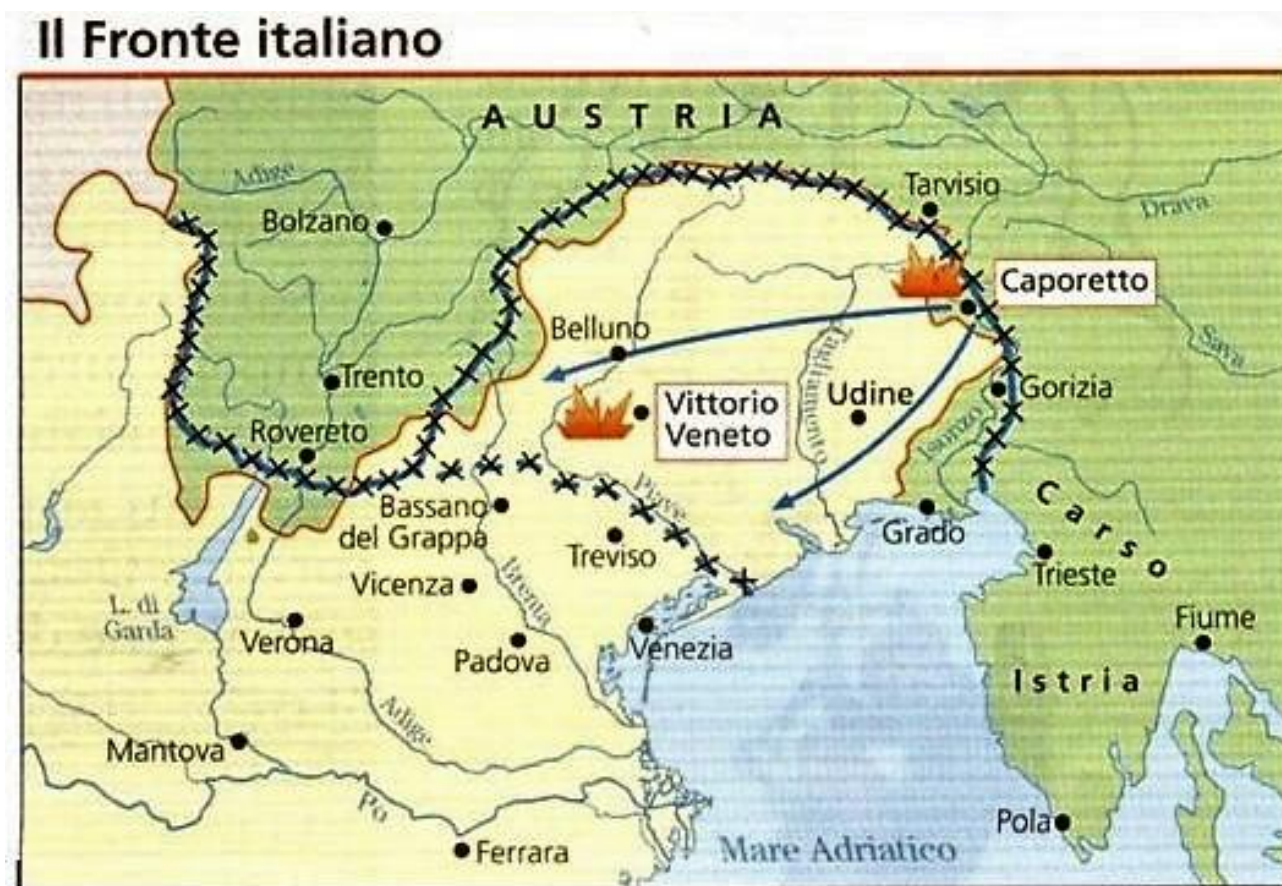 Il Fronte italiano
AUSTRIA
Adige
Bolzano
Tarvisio
Drava
Caporetto
Sava
Belluno
Tagliamento
Trento
Udine
Gorizia
Vittorio
Veneto
Rovereto
Isonzo
Carso
Bassano
del Grappa
Piave
Grado
Treviso
Trieste
Vicenza
Brenta
L. di
Garda
Verona
Padova
Venezia
Fiume
Istria
Adige
Mantova
Po
Pola
Ferrara
Mare Adriatico